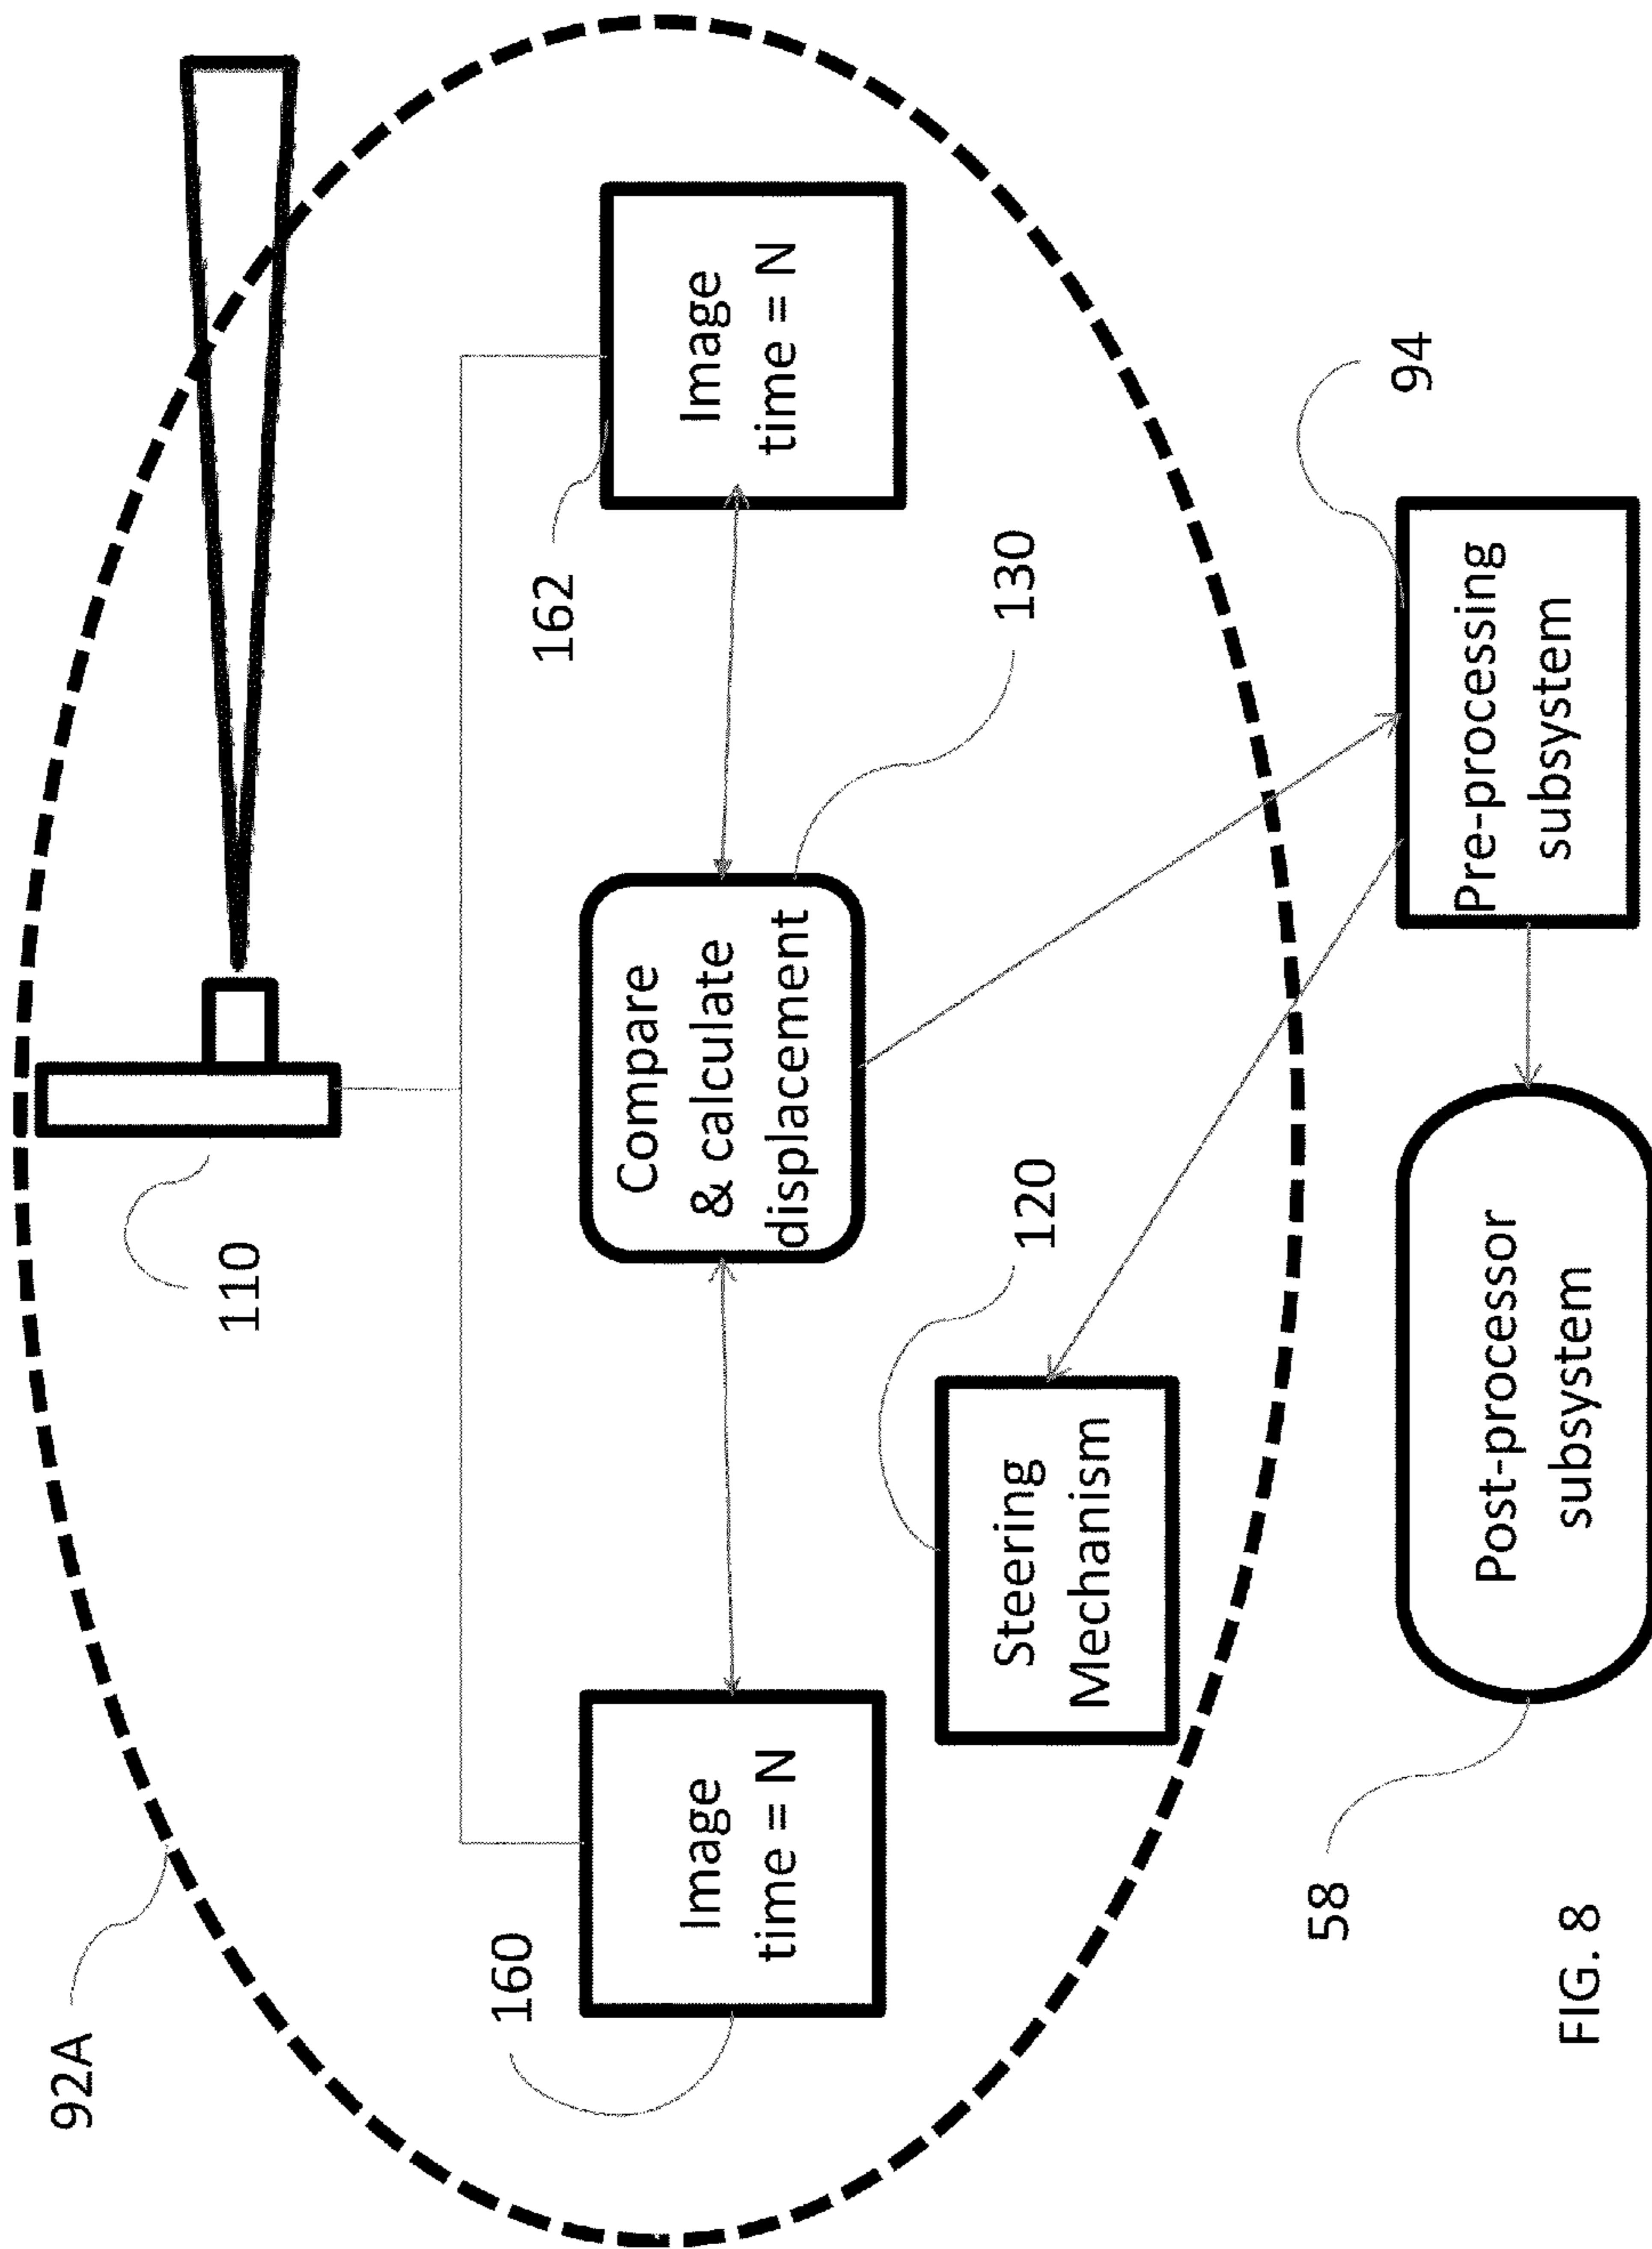 92A
110
160
Image
time = N
Compare
& calculate
displacement
130
162
Image
time = N
120
Steering
Mechanism
94
Pre-processing
subsystem
58
Post-processor
subsystem
FIG. 8